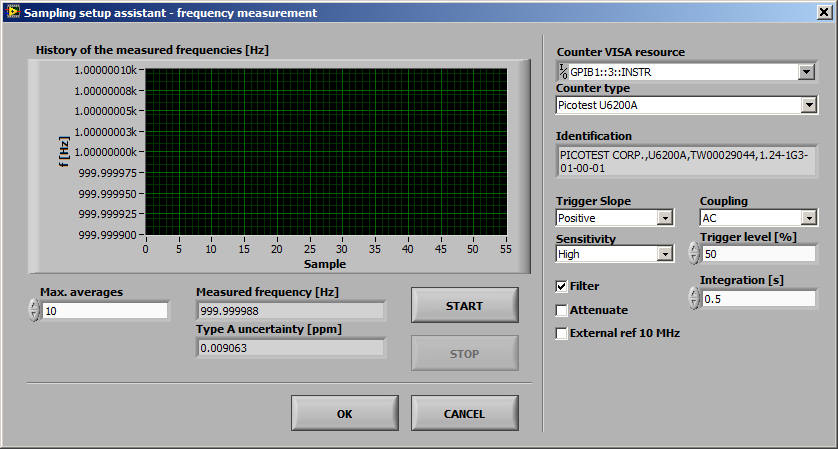 Sampling setup assistant - frequency measurement
History of the measured frequencies [Hz]
1.00000010k
1.00000008k
1.00000005k
1.00000003k
1.00000000k
999.999975
999.999950
999.999925
999.999900
f [Hz]
0 5 10 15 20 25 30 35 40 45 50 55
Sample
Max. averages
10
Measured frequency [Hz]
999.999988
Type A uncertainty [ppm]
0.009063
START
STOP
OK
CANCEL
Counter VISA resource
I/0 GPIB1::3::INSTR
Counter type
Picotest U6200A
Identification
PICOTEST CORP.,U6200A,TW00029044,1.24-1G3-
01-00-01
Trigger Slope
Positive
Coupling
AC
Sensitivity
High
Trigger level [%]
50
Filter
Integration [s]
0.5
Attenuate
External ref 10 MHz